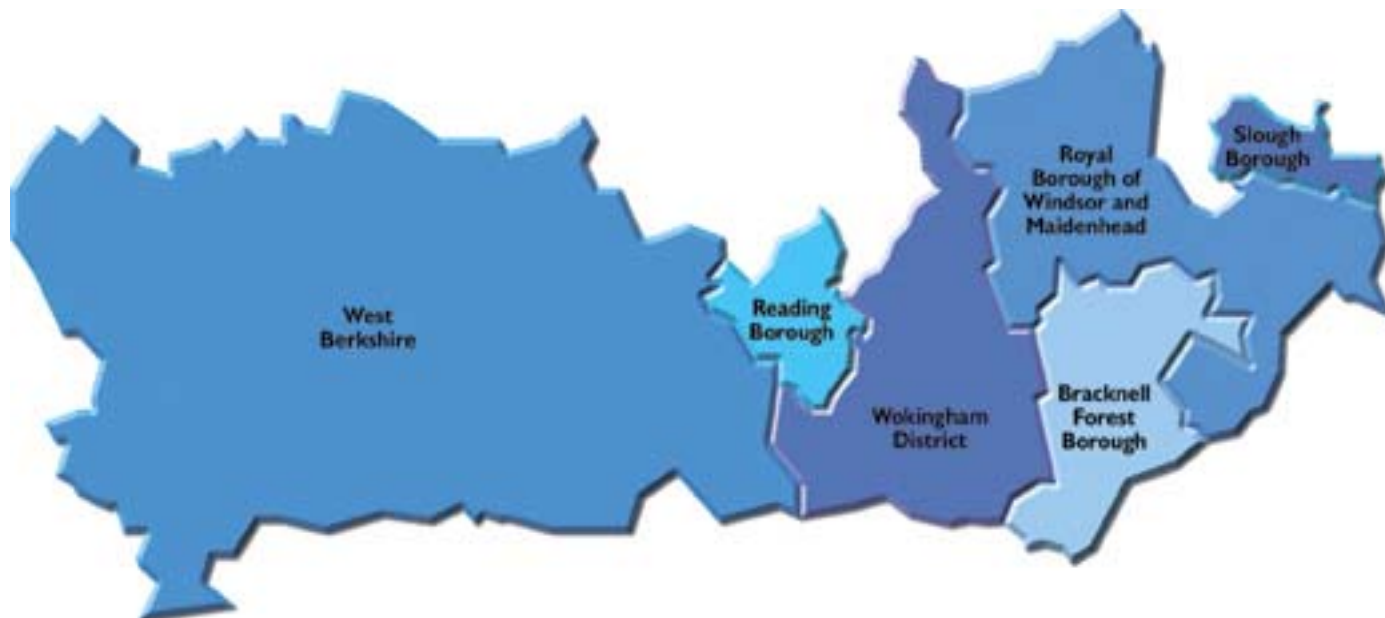 West
Berkshire
Reading
Borough
Wokingham
District
Royal
Borough of
Windsor and
Maidenhead
Bracknell
Forest
Borough
Slough
Borough